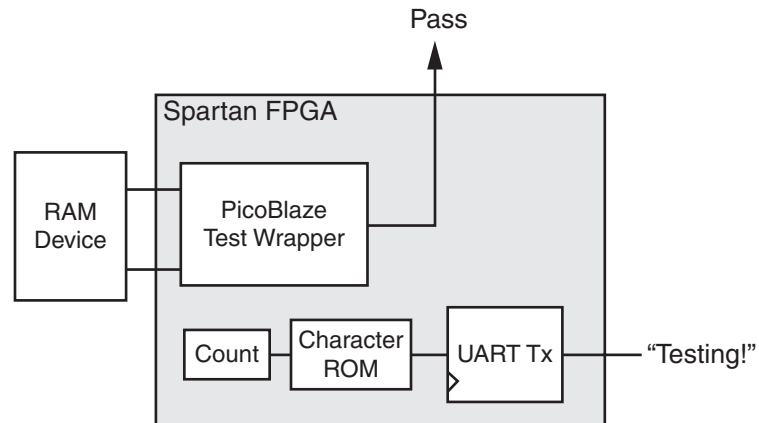 Pass
Spartan FPGA
RAM
Device
PicoBlaze
Test Wrapper
Count
Character
ROM
UART Tx
“Testing!”